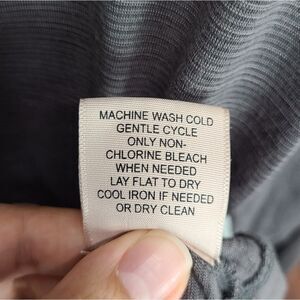 MACHINE WASH COLD
GENTLE CYCLE
ONLY NON-
CHLORINE BLEACH
WHEN NEEDED
LAY FLAT TO DRY
COOL IRON IF NEEDED
OR DRY CLEAN